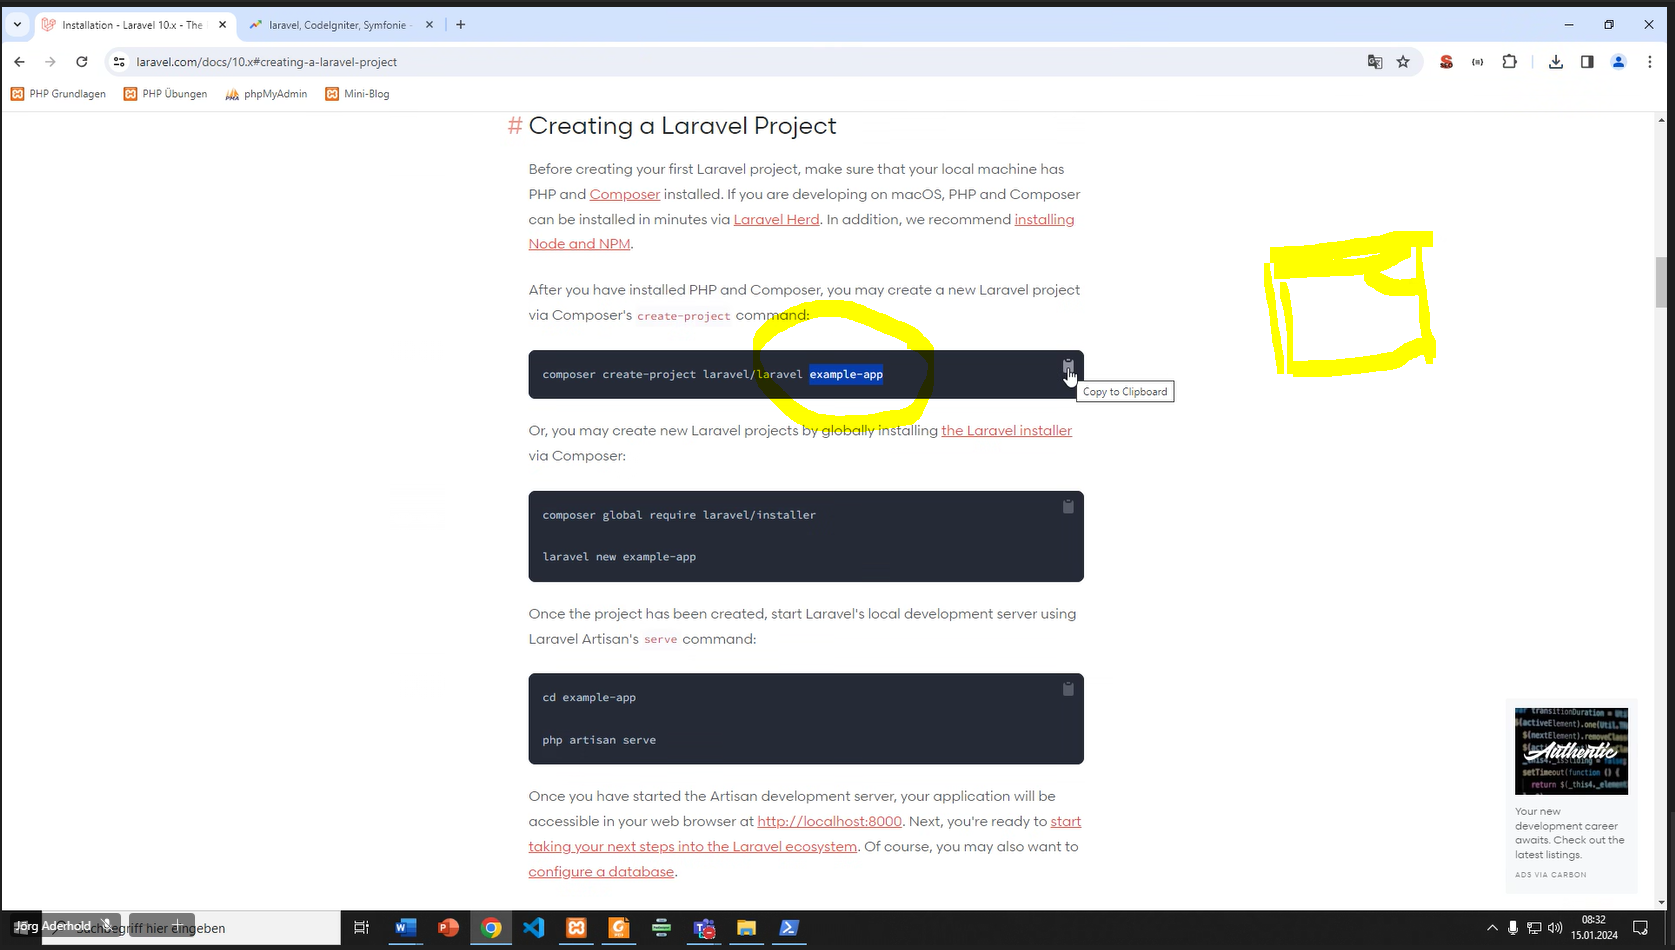 Installation - Laravel 10.x - The
laravel, CodeIgniter, Symfonie -
laravel.com/docs/10.x#creating-a-laravel-project
PHP Grundlagen
PHP Übungen
phpMyAdmin
Mini-Blog
# Creating a Laravel Project
Before creating your first Laravel project, make sure that your local machine has
PHP and Composer installed. If you are developing on macOS, PHP and Composer
can be installed in minutes via Laravel Herd. In addition, we recommend installing
Node and NPM.
After you have installed PHP and Composer, you may create a new Laravel project
via Composer's create-project command:
composer create-project laravel/laravel example-app
Copy to Clipboard
Or, you may create new Laravel projects by globally installing the Laravel installer
via Composer:
composer global require laravel/installer
laravel new example-app
Once the project has been created, start Laravel's local development server using
Laravel Artisan's serve command:
cd example-app
php artisan serve
Once you have started the Artisan development server, your application will be
accessible in your web browser at http://localhost:8000. Next, you're ready to start
taking your next steps into the Laravel ecosystem. Of course, you may also want to
configure a database.
Authentic
Your new
development career
awaits. Check out the
latest listings.
ADS VIA CARBON
Jörg Aderhold
hier eingeben
08:32
15.01.2024